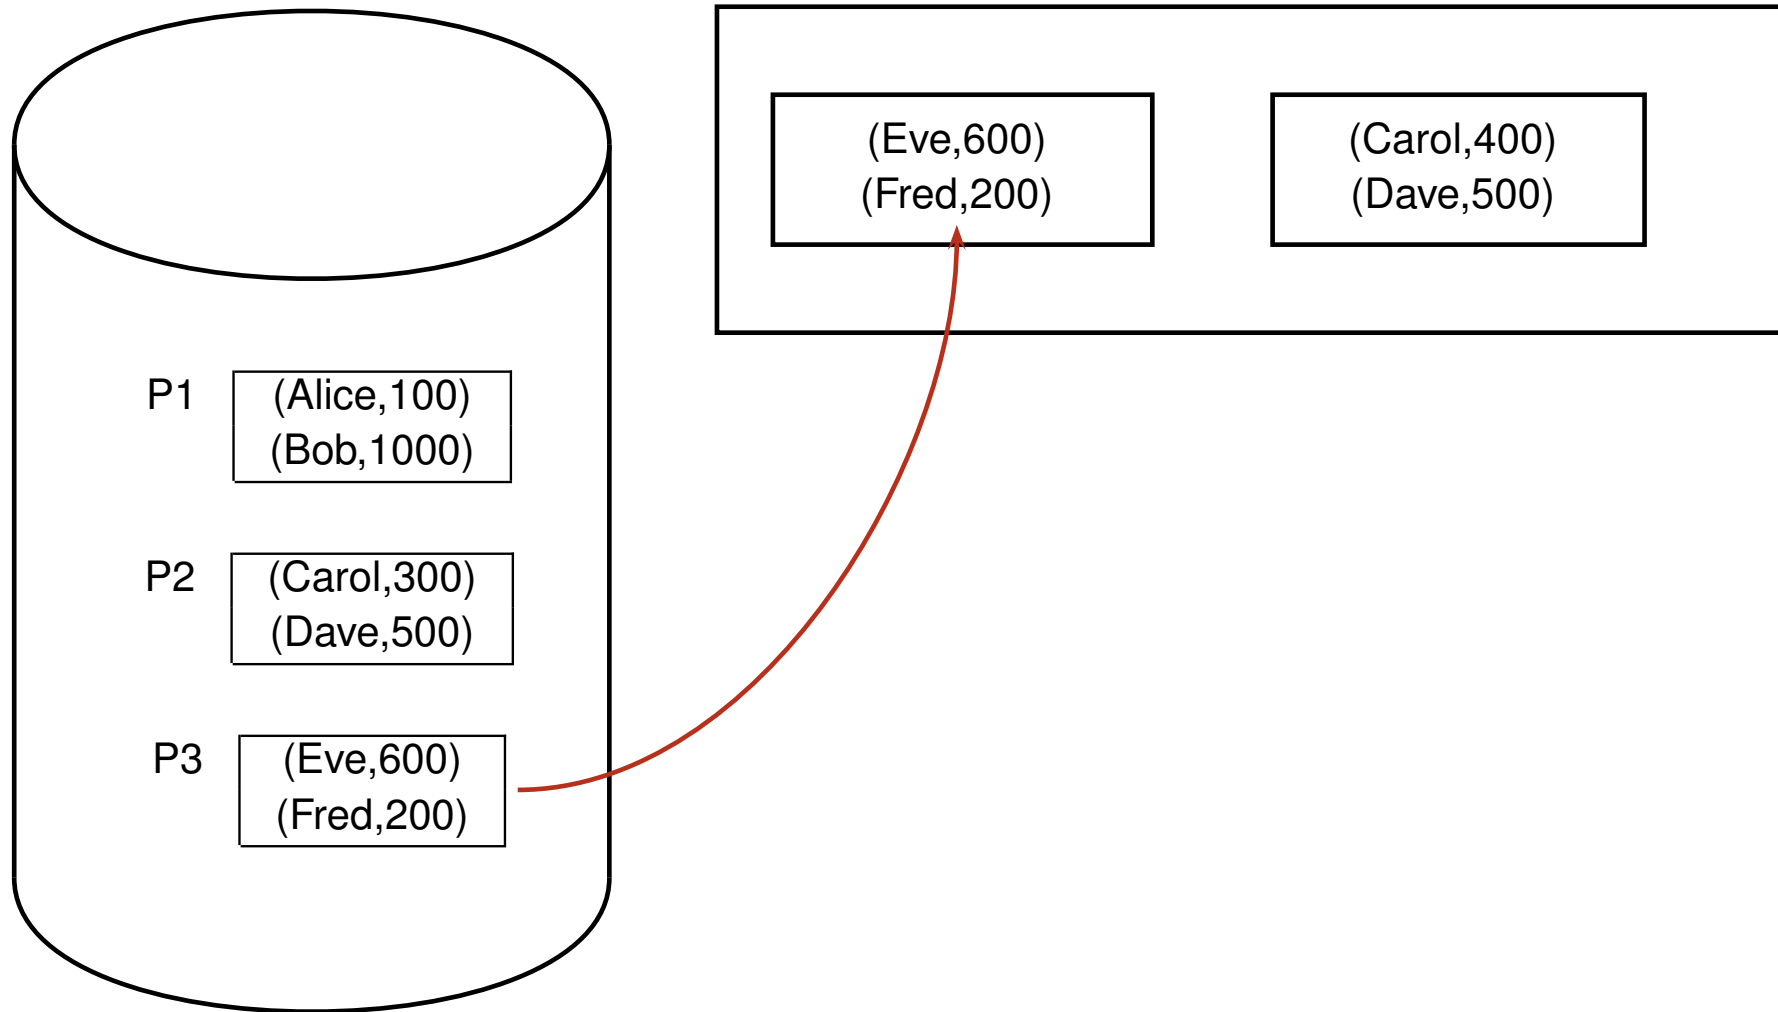 (Eve,600)
(Fred,200)
(Carol,400)
(Dave,500)
P1
(Alice,100)
(Bob,1000)
P2
(Carol,300)
(Dave,500)
P3
(Eve,600)
(Fred,200)